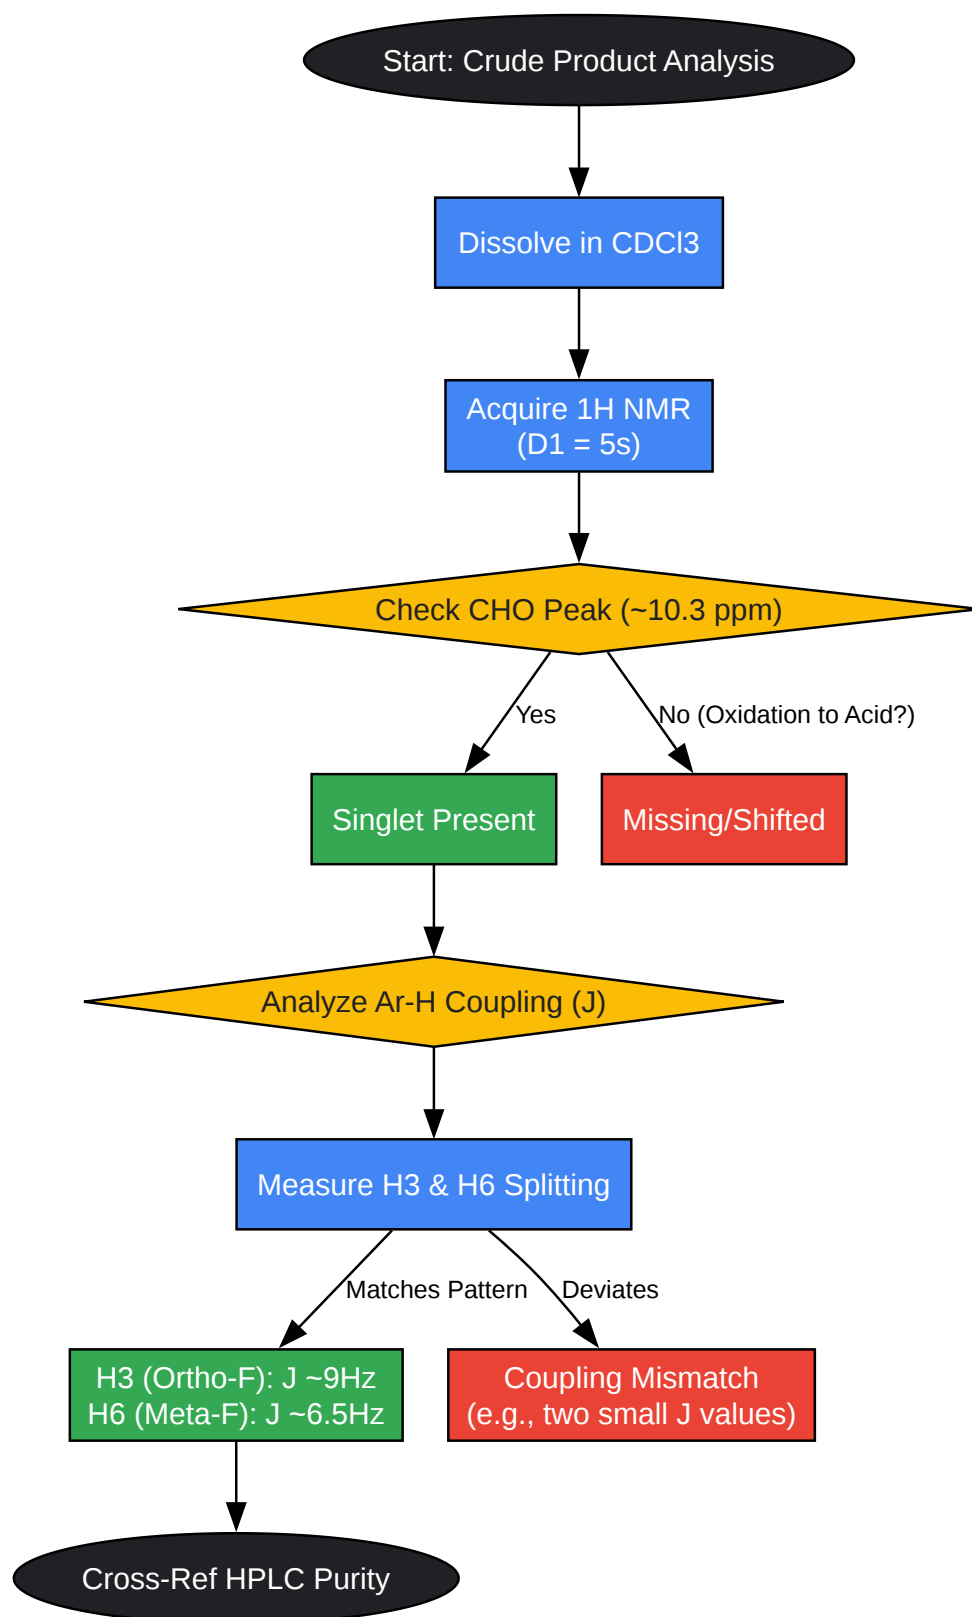 Start: Crude Product Analysis
Dissolve in CDCl3
Acquire 1H NMR
(D1 = 5s)
Check CHO Peak (~10.3 ppm)
Yes
No (Oxidation to Acid?)
Singlet Present
Missing/Shifted
Analyze Ar-H Coupling (J)
Measure H3 & H6 Splitting
Matches Pattern
Deviates
H3 (Ortho-F): J ~9Hz
H6 (Meta-F): J ~6.5Hz
Coupling Mismatch
(e.g., two small J values)
Cross-Ref HPLC Purity